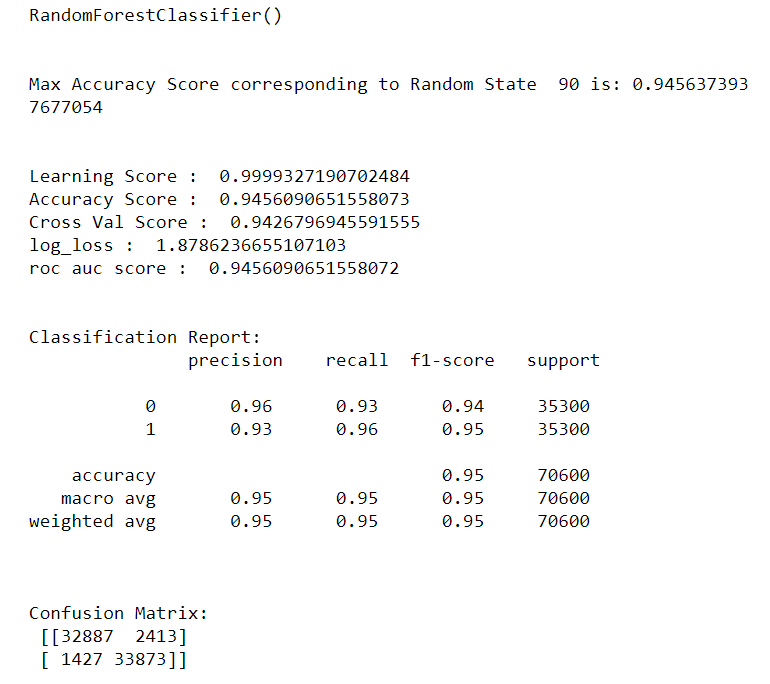 RandomForestClassifier()
Max Accuracy Score corresponding to Random State  90 is: 0.945637393
7677054
Learning Score :  0.9999327190702484
Accuracy Score :  0.9456090651558073
Cross Val Score :  0.9426796945591555
log_loss :  1.8786236655107103
roc auc score :  0.9456090651558072
Classification Report:
               precision    recall  f1-score   support
           0       0.96      0.93      0.94     35300
           1       0.93      0.96      0.95     35300
    accuracy                           0.95     70600
   macro avg       0.95      0.95      0.95     70600
weighted avg       0.95      0.95      0.95     70600
Confusion Matrix:
 [[32887  2413]
 [ 1427 33873]]